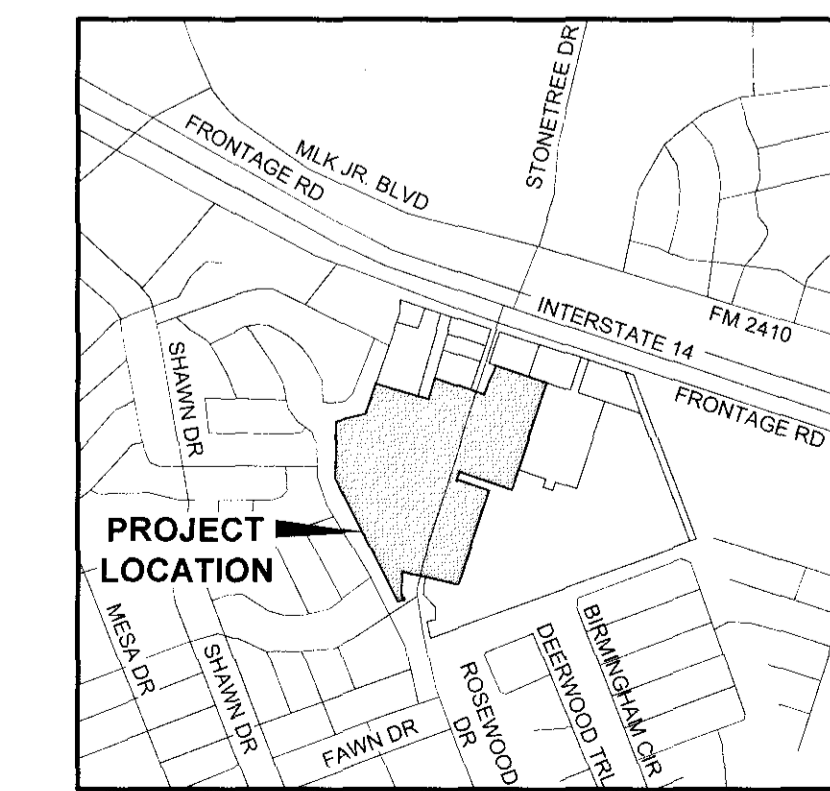 STONETREE DR
FRONTAGE RD
MLK JR. BLVD
INTERSTATE 14
FM 2410
FRONTAGE RD
SHAWN DR
PROJECT
LOCATION
MESA DR
SHAWN DR
FAWN DR
ROSEWOOD
DR
DEERWOOD TRL
BIRMINGHAM CIR